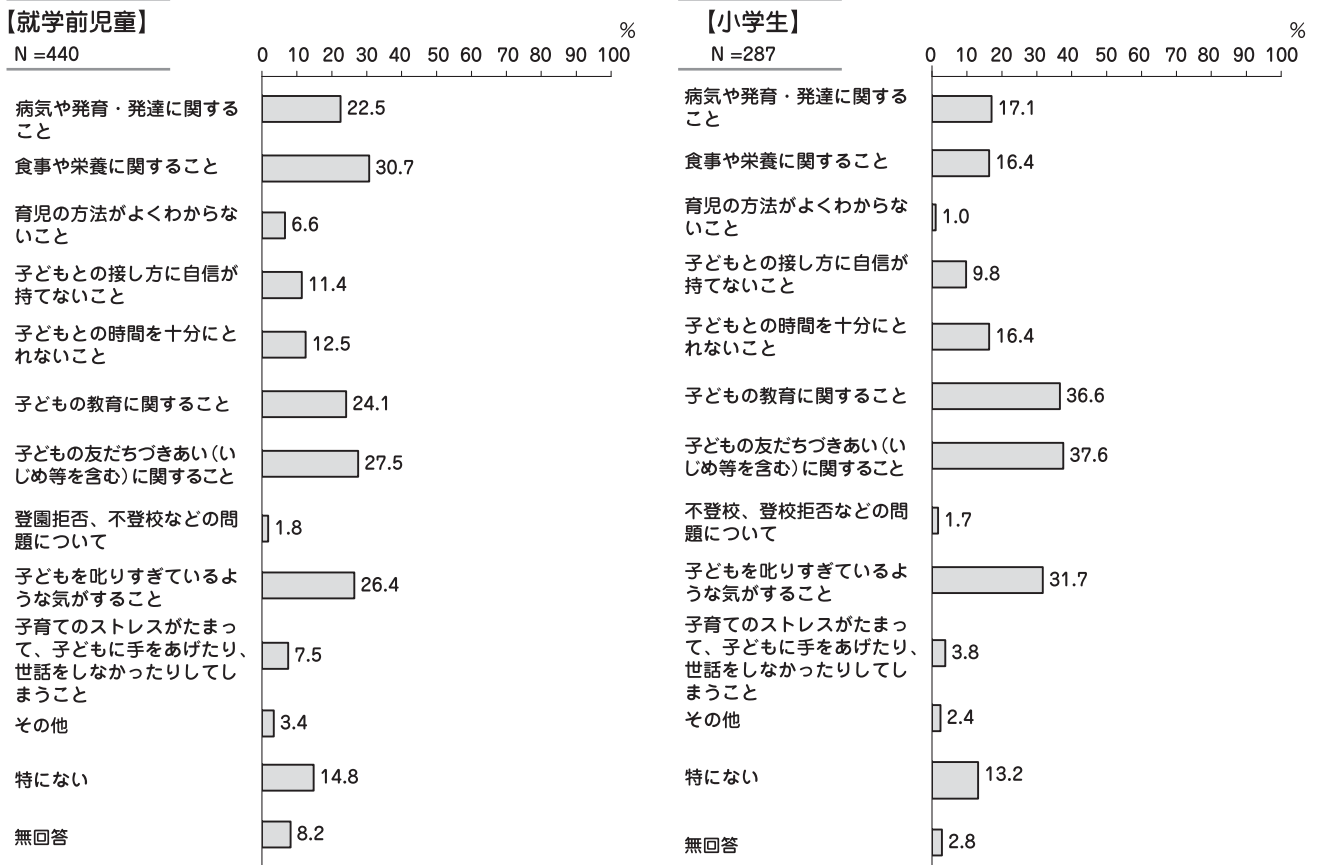 【就学前児童】
N =440
%
0 10 20 30 40 50 60 70 80 90 100
病気や発育・発達に関する
こと
22.5
食事や栄養に関すること
30.7
育児の方法がよくわからな
いこと
6.6
子どもとの接し方に自信が
持てないこと
11.4
子どもとの時間を十分にと
れないこと
12.5
子どもの教育に関すること
24.1
子どもの友だちづきあい（い
じめ等を含む）に関すること
27.5
登園拒否、不登校などの問
題について
1.8
子どもを叱りすぎているよ
うな気がすること
26.4
子育てのストレスがたまっ
て、子どもに手をあげたり、
世話をしなかったりしてし
まうこと
7.5
その他
3.4
特にない
14.8
無回答
8.2
【小学生】
N =287
%
0 10 20 30 40 50 60 70 80 90 100
病気や発育・発達に関する
こと
17.1
食事や栄養に関すること
16.4
育児の方法がよくわからな
いこと
1.0
子どもとの接し方に自信が
持てないこと
9.8
子どもとの時間を十分にと
れないこと
16.4
子どもの教育に関すること
36.6
子どもの友だちづきあい（い
じめ等を含む）に関すること
37.6
不登校、登校拒否などの問
題について
1.7
子どもを叱りすぎているよ
うな気がすること
31.7
子育てのストレスがたまっ
て、子どもに手をあげたり、
世話をしなかったりしてし
まうこと
3.8
その他
2.4
特にない
13.2
無回答
2.8